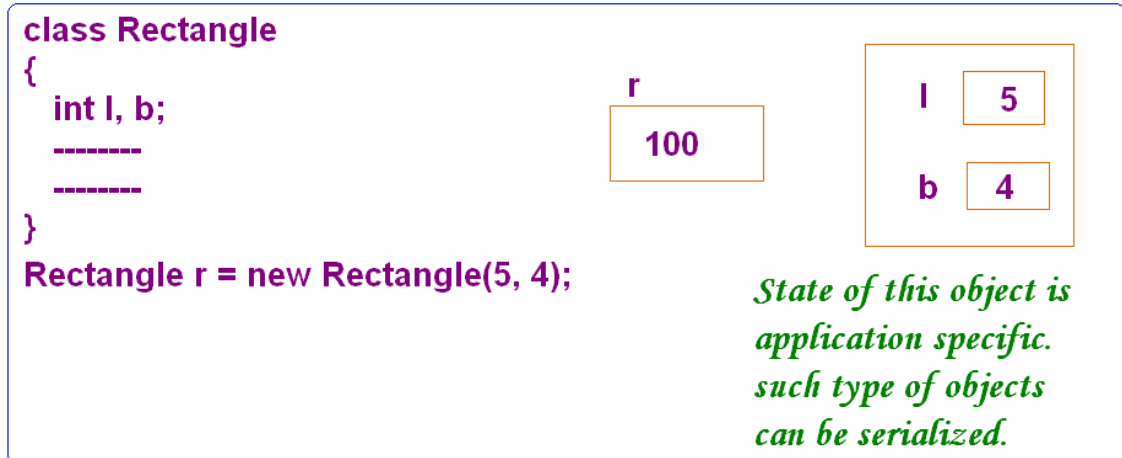 class Rectangle
{
int l, b;
--------
--------
}
Rectangle r = new Rectangle(5, 4);
r
100
l 5
b 4
State of this object is
application specific.
such type of objects
can be serialized.